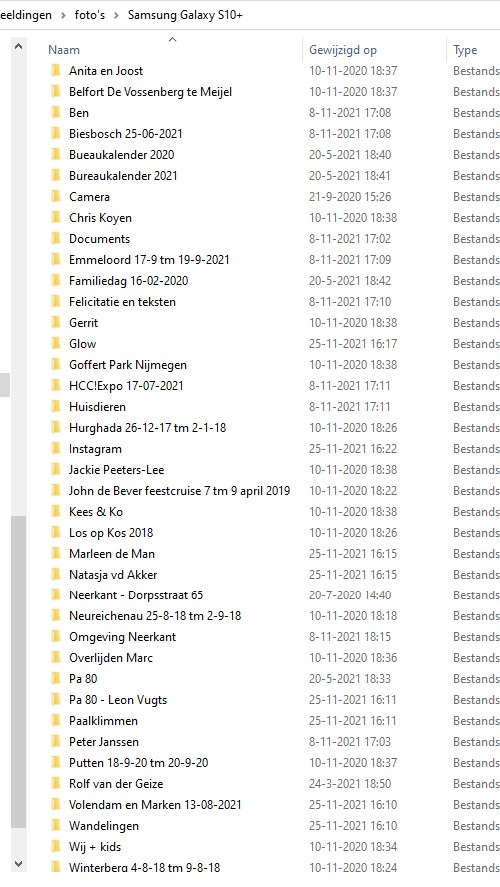 eeldingen > foto's > Samsung Galaxy S10+
Naam Gewijzigd op Type
Anita en Joost 10-11-2020 18:37 Bestands
Belfort De Vossenberg te Meijel 10-11-2020 18:37 Bestands
Ben 8-11-2021 17:08 Bestands
Biesbosch 25-06-2021 8-11-2021 17:08 Bestands
Bueaukalender 2020 20-5-2021 18:40 Bestands
Bureaukalender 2021 20-5-2021 18:41 Bestands
Camera 21-9-2020 15:26 Bestands
Chris Koyen 10-11-2020 18:38 Bestands
Documents 8-11-2021 17:02 Bestands
Emmeloord 17-9 tm 19-9-2021 8-11-2021 17:09 Bestands
Familiedag 16-02-2020 20-5-2021 18:42 Bestands
Felicitatie en teksten 8-11-2021 17:10 Bestands
Gerrit 10-11-2020 18:38 Bestands
Glow 25-11-2021 16:17 Bestands
Goffert Park Nijmegen 10-11-2020 18:38 Bestands
HCC!Expo 17-07-2021 8-11-2021 17:11 Bestands
Huisdieren 8-11-2021 17:11 Bestands
Hurghada 26-12-17 tm 2-1-18 10-11-2020 18:26 Bestands
Instagram 25-11-2021 16:22 Bestands
Jackie Peeters-Lee 10-11-2020 18:38 Bestands
John de Bever feestcruise 7 tm 9 april 2019 10-11-2020 18:22 Bestands
Kees & Ko 10-11-2020 18:38 Bestands
Los op Kos 2018 10-11-2020 18:26 Bestands
Marleen de Man 25-11-2021 16:15 Bestands
Natasja vd Akker 25-11-2021 16:15 Bestands
Neerkant - Dorpsstraat 65 20-7-2020 14:40 Bestands
Neureichenau 25-8-18 tm 2-9-18 10-11-2020 18:18 Bestands
Omgeving Neerkant 8-11-2021 18:15 Bestands
Overlijden Marc 10-11-2020 18:36 Bestands
Pa 80 20-5-2021 18:33 Bestands
Pa 80 - Leon Vugts 25-11-2021 16:11 Bestands
Paalklimmen 25-11-2021 16:11 Bestands
Peter Janssen 8-11-2021 17:03 Bestands
Putten 18-9-20 tm 20-9-20 10-11-2020 18:37 Bestands
Rolf van der Geize 24-3-2021 18:50 Bestands
Volendam en Marken 13-08-2021 25-11-2021 16:10 Bestands
Wandelingen 25-11-2021 16:10 Bestands
Wij + kids 10-11-2020 18:34 Bestands
Winterberg 4-8-18 tm 9-8-18 10-11-2020 18:24 Bestands